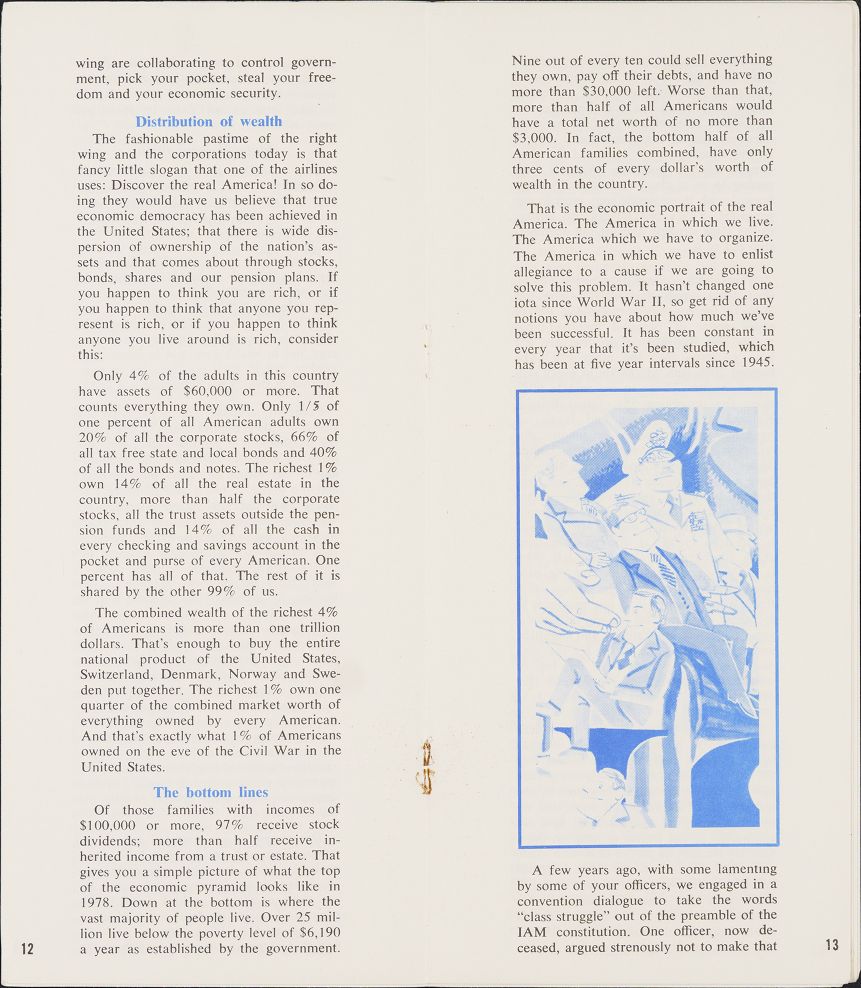 wing are collaborating to control govern-
ment, pick your pocket, steal your free-
dom and your economic security.
Distribution of wealth
The fashionable pastime of the right
wing and the corporations today is that
fancy little slogan that one of the airlines
uses: Discover the real America! In so do-
ing they would have us believe that true
economic democracy has been achieved in
the United States; that there is wide dis-
persion of ownership of the nation's as-
sets and that comes about through stocks,
bonds, shares and our pension plans. If
you happen to think you are rich, or if
you happen to think that anyone you rep-
resent is rich, or if you happen to think
anyone you live around is rich, consider
this:
Only 4% of the adults in this country
have assets of $60,000 or more. That
counts everything they own. Only 1/5 of
one percent of all American adults own
20% of all the corporate stocks, 66% of
all tax free state and local bonds and 40%
of all the bonds and notes. The richest 1%
own 14% of all the real estate in the
country, more than half the corporate
stocks, all the trust assets outside the pen-
sion funds and 14% of all the cash in
every checking and savings account in the
pocket and purse of every American. One
percent has all of that. The rest of it is
shared by the other 99% of us.
The combined wealth of the richest 4%
of Americans is more than one trillion
dollars. That's enough to buy the entire
national product of the United States,
Switzerland, Denmark, Norway and Swe-
den put together. The richest 1% own one
quarter of the combined market worth of
everything owned by every American.
And that's exactly what 1% of Americans
owned on the eve of the Civil War in the
United States.
The bottom lines
Of those families with incomes of
$100,000 or more, 97% receive stock
dividends; more than half receive in-
herited income from a trust or estate. That
gives you a simple picture of what the top
of the economic pyramid looks like in
1978. Down at the bottom is where the
vast majority of people live. Over 25 mil-
lion live below the poverty level of $6,190
a year as established by the government.
12
Nine out of every ten could sell everything
they own, pay off their debts, and have no
more than $30,000 left. Worse than that,
more than half of all Americans would
have a total net worth of no more than
$3,000. In fact, the bottom half of all
American families combined, have only
three cents of every dollar's worth of
wealth in the country.
That is the economic portrait of the real
America. The America in which we live.
The America which we have to organize.
The America in which we have to enlist
allegiance to a cause if we are going to
solve this problem. It hasn't changed one
iota since World War II, so get rid of any
notions you have about how much we've
been successful. It has been constant in
every year that it's been studied, which
has been at five year intervals since 1945.
A few years ago, with some lamenting
by some of your officers, we engaged in a
convention dialogue to take the words
"class struggle" out of the preamble of the
IAM constitution. One officer, now de-
ceased, argued strenously not to make that
13